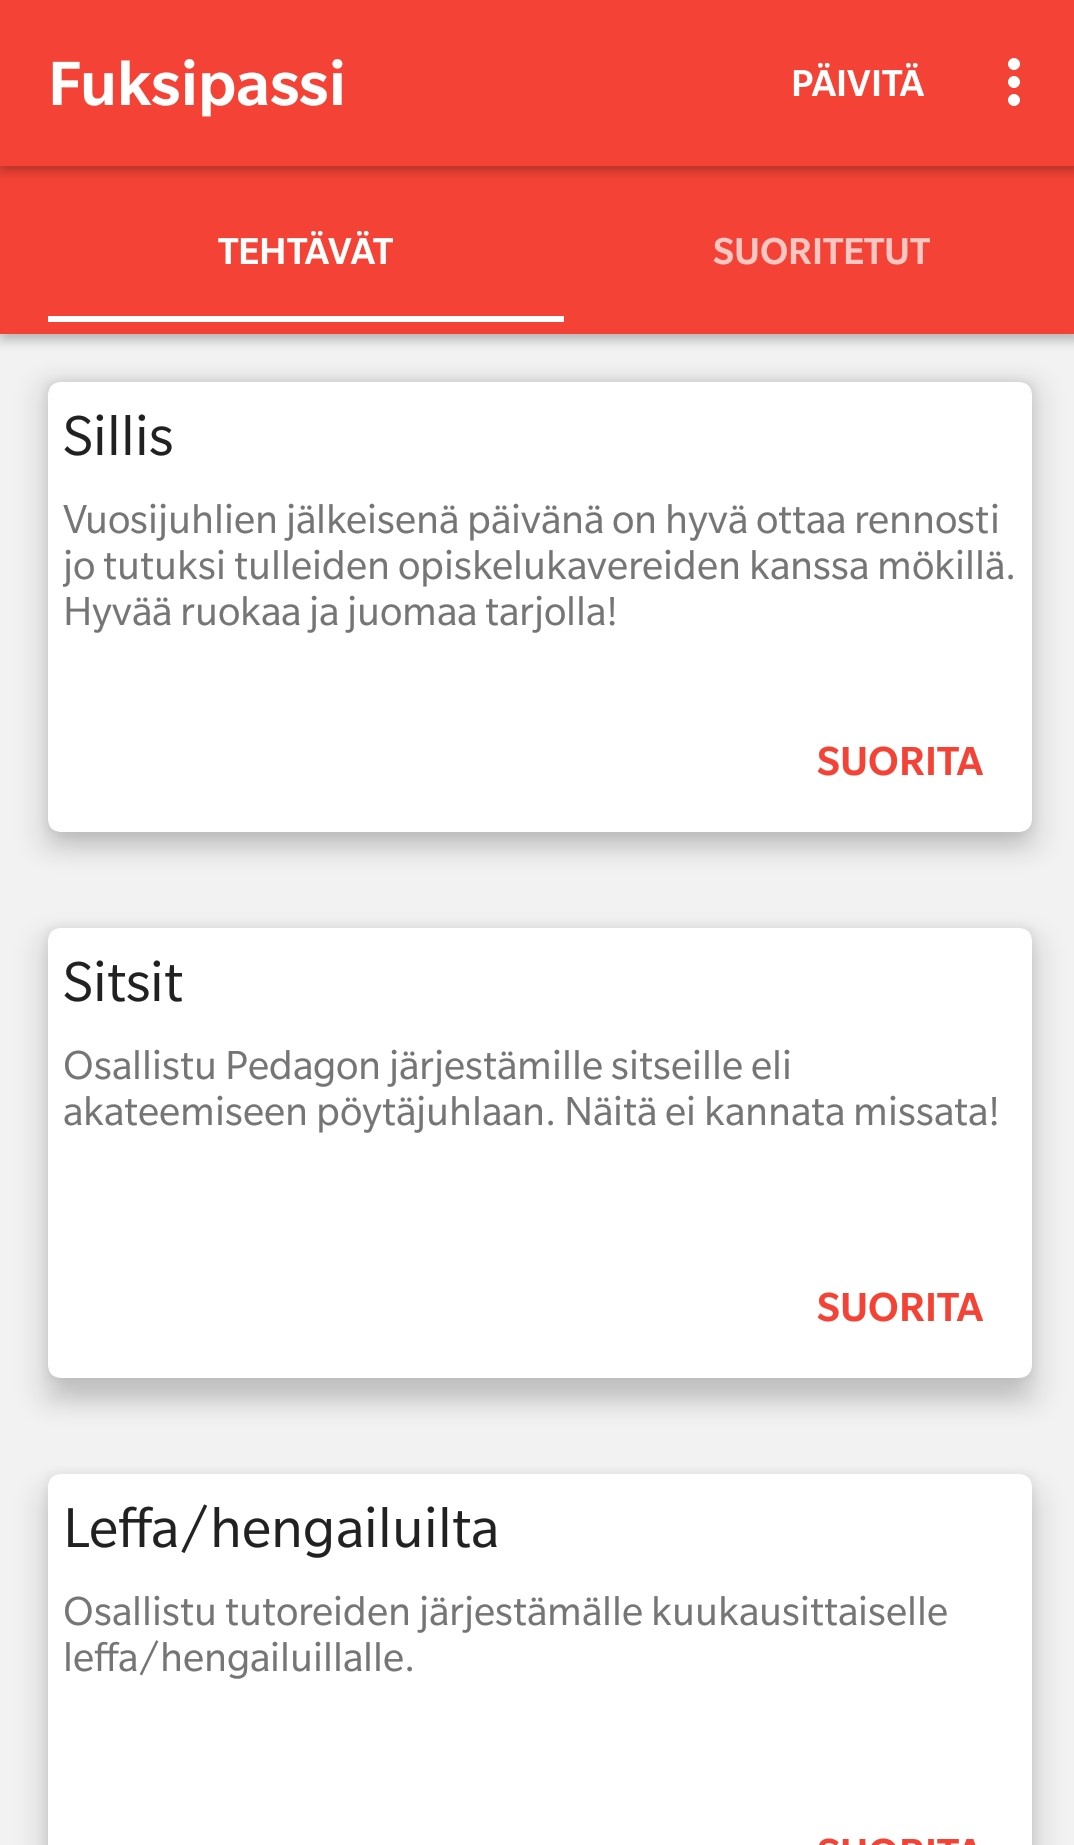 Fuksipassi
PÄIVITÄ
TEHTÄVÄT
SUORITETUT
Sillis
Vuosijuhlien jälkeisenä päivänä on hyvä ottaa rennosti
jo tutuksi tulleiden opiskelukavereiden kanssa mökillä.
Hyvää ruokaa ja juomaa tarjolla!
SUORITA
Sitsit
Osallistu Pedagon järjestämille sitseille eli
akateemiseen pöytäjuhlaan. Näitä ei kannata missata!
SUORITA
Leffa/hengailuilta
Osallistu tutoreiden järjestämälle kuukausittaiselle
leffa/hengailuillalle.
SUORITA